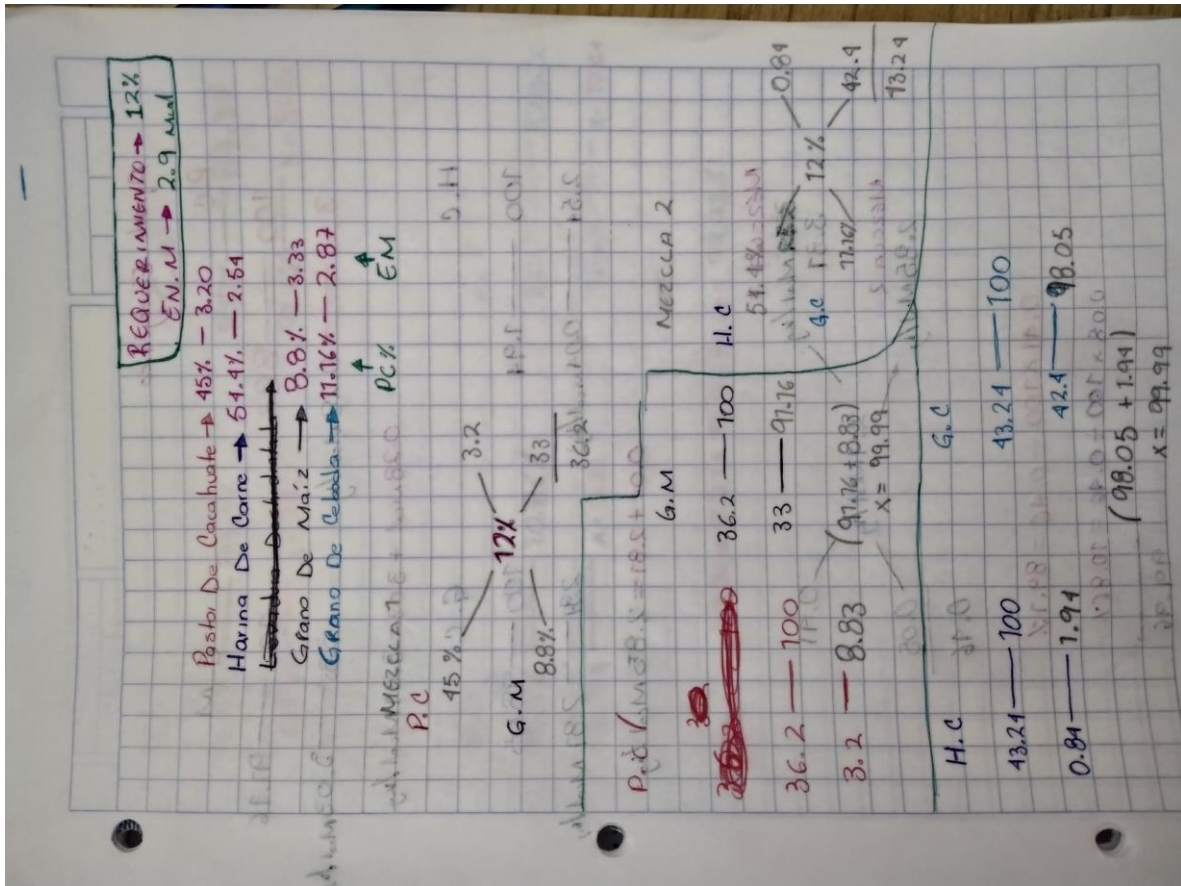 REQUERIMIENTO → 12%
EN.M → 2.9 Mcal
Pasta De Cacahuate → 45% — 3.20
Harina De Carne → 54.4% — 2.54
Grano De Maíz → 8.8% — 3.33
Grano De Cebada → 11.16% — 2.87
PC% EM
MEZCLA 1
P.C
45%
3.2
12%
G.M
8.8%
33
36.2
P.C
G.M
36.2 — 100
36.2 — 100
3.2 — 8.83
33 — 91.16
(91.16 + 8.83)
x = 99.99
MEZCLA 2
H.C
54.4%
0.84
12%
G.C
11.16%
42.4
43.24
H.C
G.C
43.24 — 100
43.24 — 100
0.84 — 1.94
42.4 — 98.05
(98.05 + 1.94)
x = 99.99